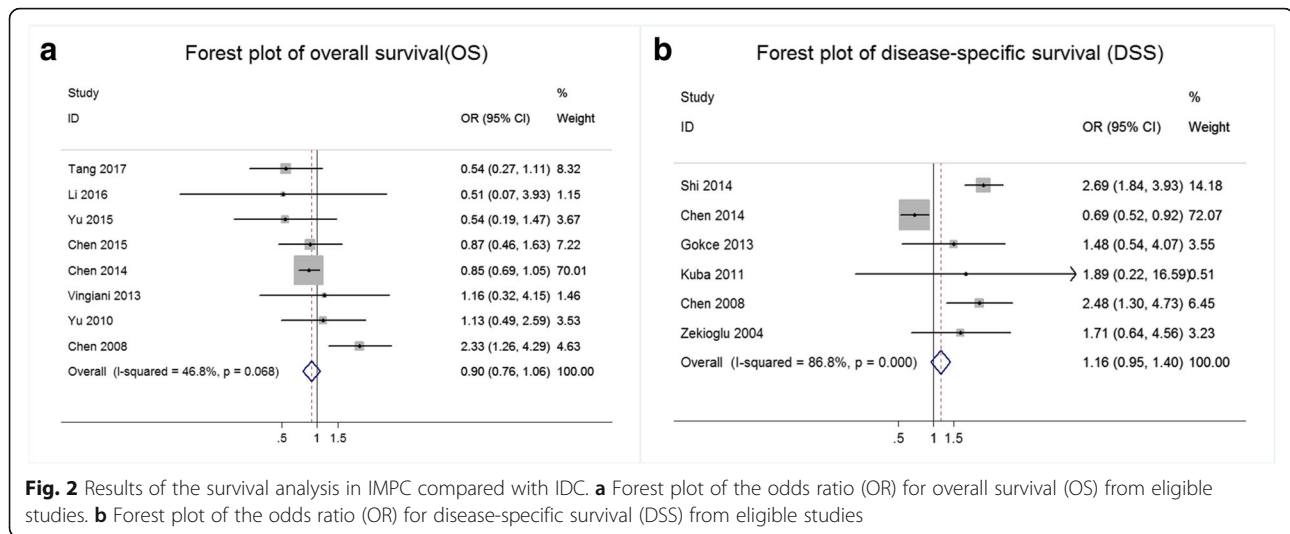 a
Forest plot of overall survival(OS)
Study %
ID OR (95% CI) Weight
Tang 2017 0.54 (0.27, 1.11) 8.32
Li 2016 0.51 (0.07, 3.93) 1.15
Yu 2015 0.54 (0.19, 1.47) 3.67
Chen 2015 0.87 (0.46, 1.63) 7.22
Chen 2014 0.85 (0.69, 1.05) 70.01
Vingiani 2013 1.16 (0.32, 4.15) 1.46
Yu 2010 1.13 (0.49, 2.59) 3.53
Chen 2008 2.33 (1.26, 4.29) 4.63
Overall (I-squared = 46.8%, p = 0.068) 0.90 (0.76, 1.06) 100.00
.5 1 1.5
b
Forest plot of disease-specific survival (DSS)
Study %
ID OR (95% CI) Weight
Shi 2014 2.69 (1.84, 3.93) 14.18
Chen 2014 0.69 (0.52, 0.92) 72.07
Gokce 2013 1.48 (0.54, 4.07) 3.55
Kuba 2011 1.89 (0.22, 16.59)0.51
Chen 2008 2.48 (1.30, 4.73) 6.45
Zekioglu 2004 1.71 (0.64, 4.56) 3.23
Overall (I-squared = 86.8%, p = 0.000) 1.16 (0.95, 1.40) 100.00
.5 1 1.5
Fig. 2 Results of the survival analysis in IMPC compared with IDC. a Forest plot of the odds ratio (OR) for overall survival (OS) from eligible
studies. b Forest plot of the odds ratio (OR) for disease-specific survival (DSS) from eligible studies